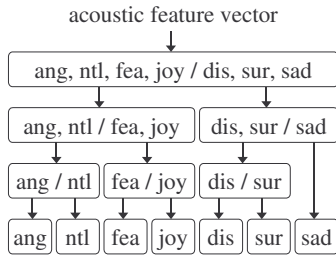 acoustic feature vector
ang, ntl, fea, joy / dis, sur, sad
ang, ntl / fea, joy dis, sur / sad
ang / ntl fea / joy dis / sur
ang ntl fea joy dis sur sad